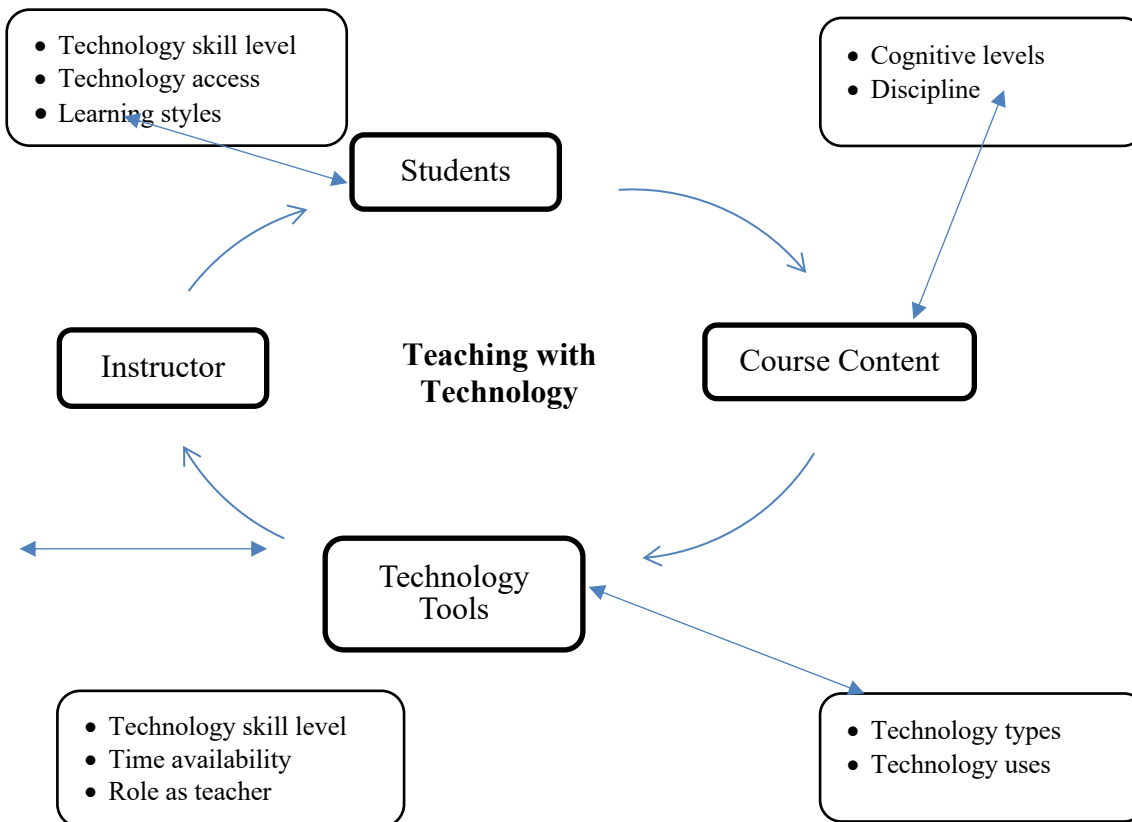 • Technology skill level
• Technology access
• Learning styles
• Cognitive levels
• Discipline
Students
Instructor
Teaching with
Technology
Course Content
Technology
Tools
• Technology skill level
• Time availability
• Role as teacher
• Technology types
• Technology uses